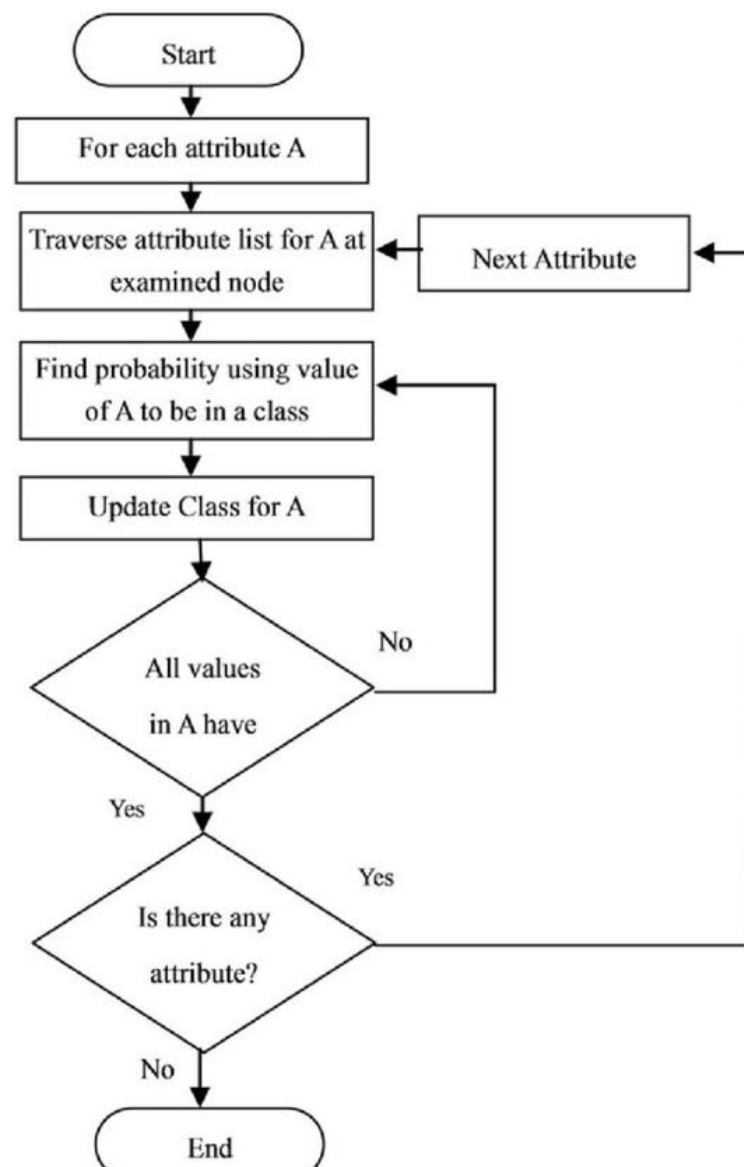 Start
For each attribute A
Traverse attribute list for A at
examined node
Next Attribute
Find probability using value
of A to be in a class
Update Class for A
No
All values
in A have
Yes
Yes
Is there any
attribute?
No
End